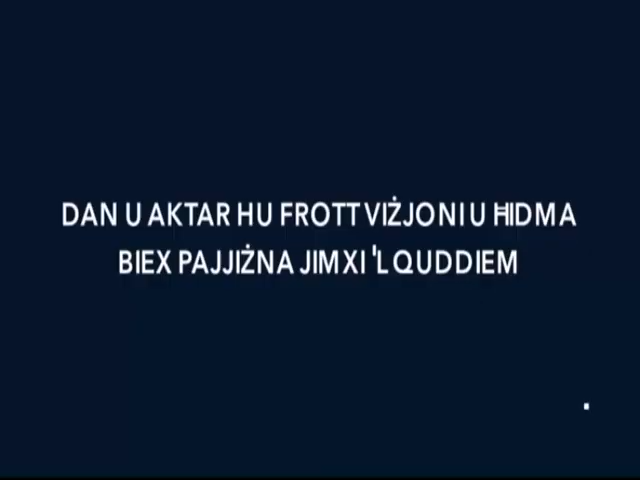 DAN U AKTAR HU FROTT VIŻJONI U ĦIDMA
BIEX PAJJIŻNA JIMXI 'L QUDDIEM